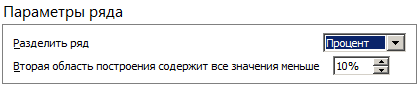 Параметры ряда
Разделить ряд Процент
Вторая область построения содержит все значения меньше 10%